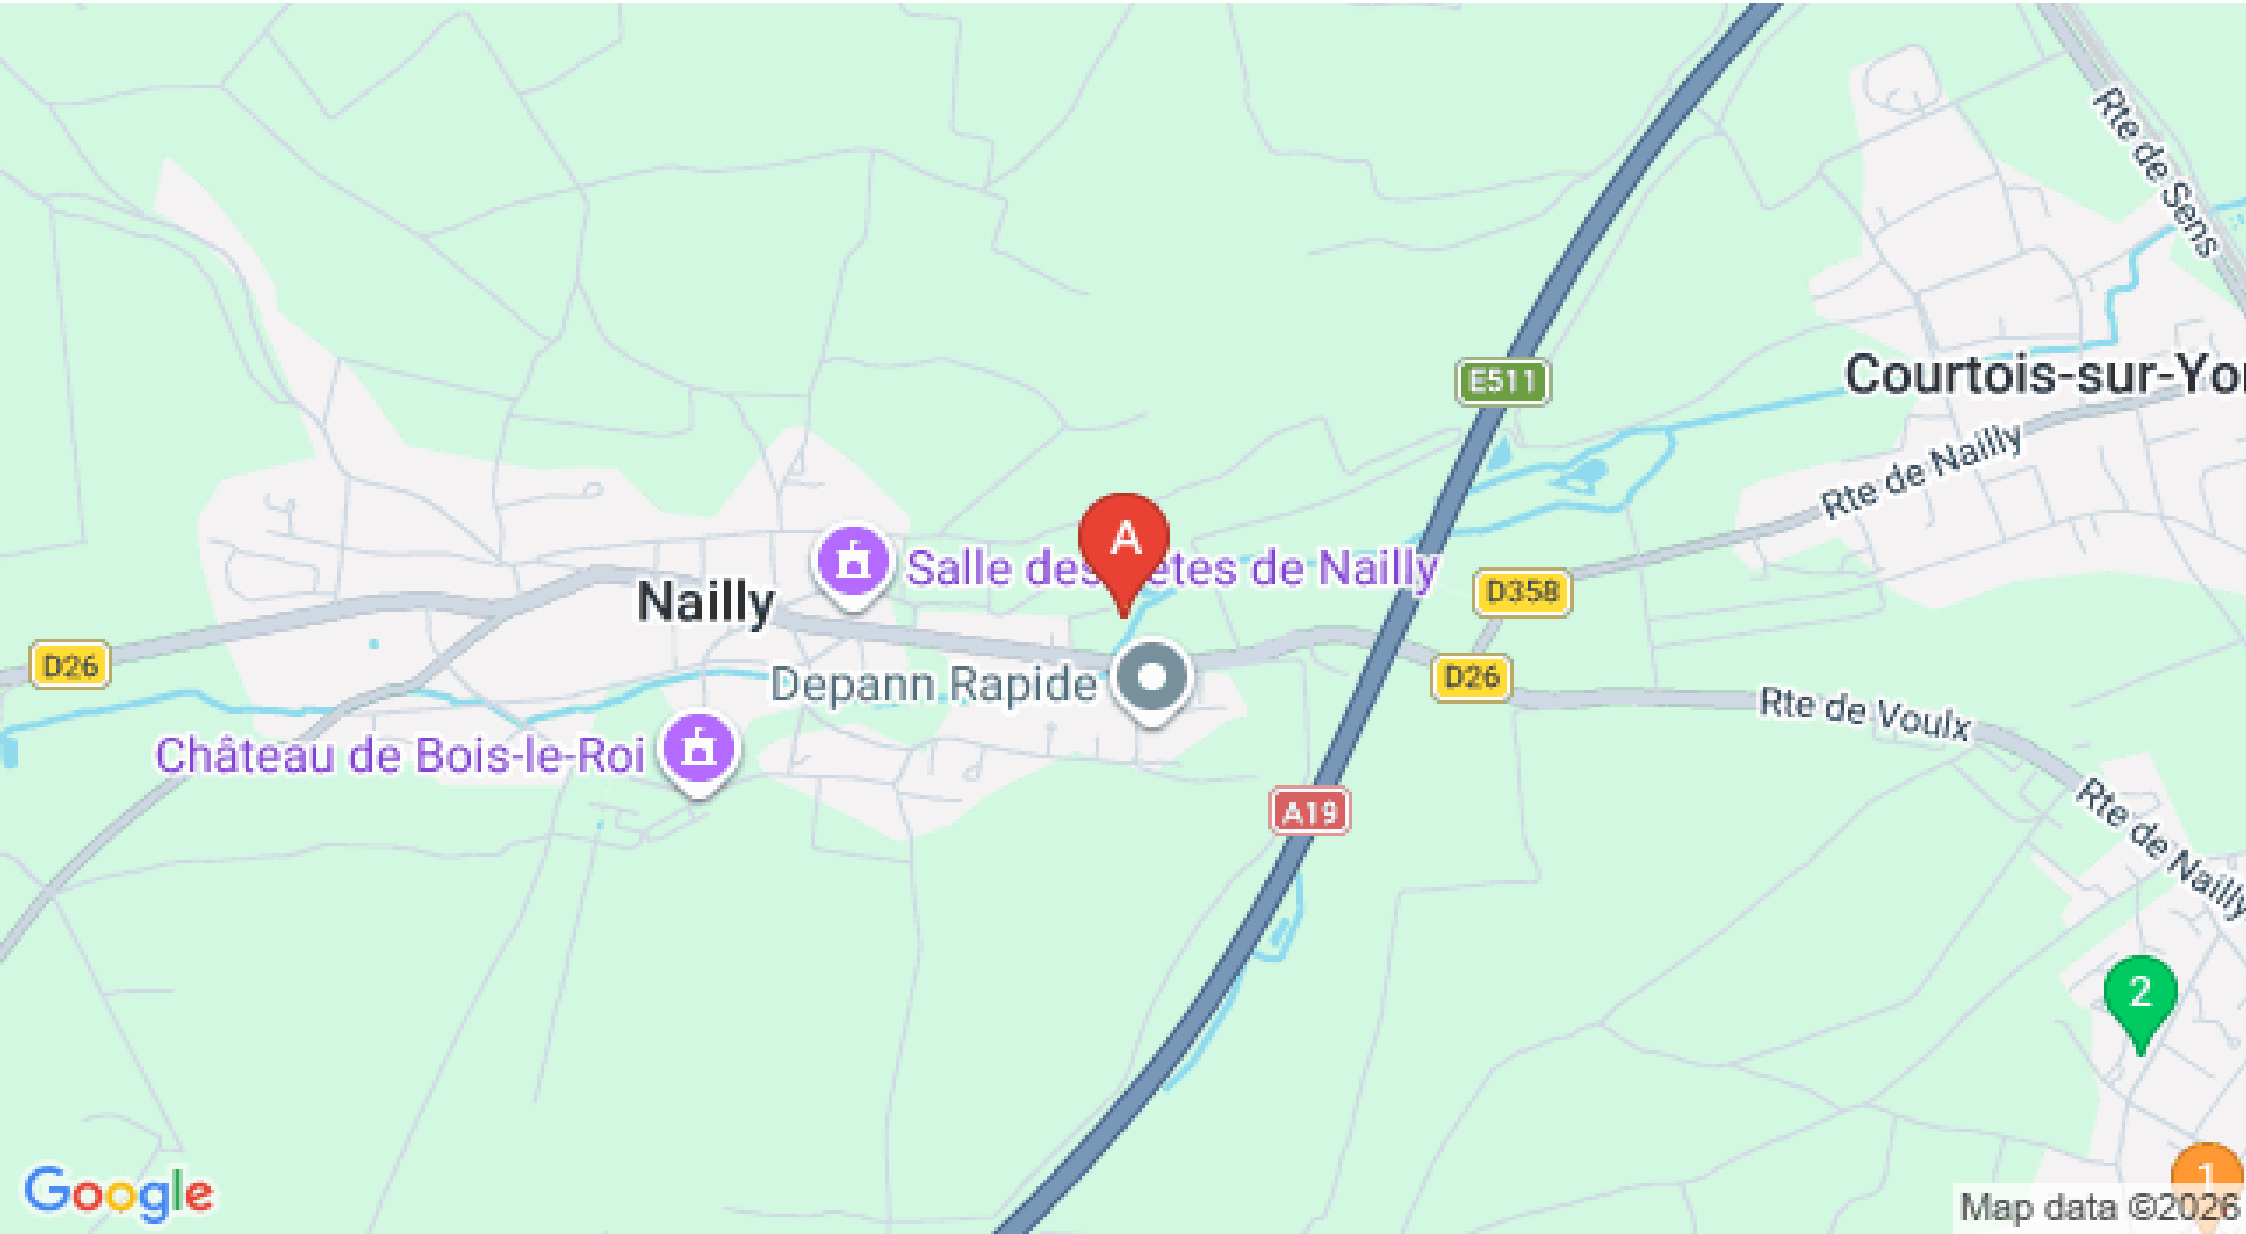 Rte de Sens
E511
Courtois-sur-Yo
Rte de Nailly
A
Salle des
etes de Nailly
D358
Nailly
D26
D26
Depann Rapide
Rte de Voulx
Château de Bois-le-Roi
A19
Rte de Nailly
2
1
Google
Map data ©2026